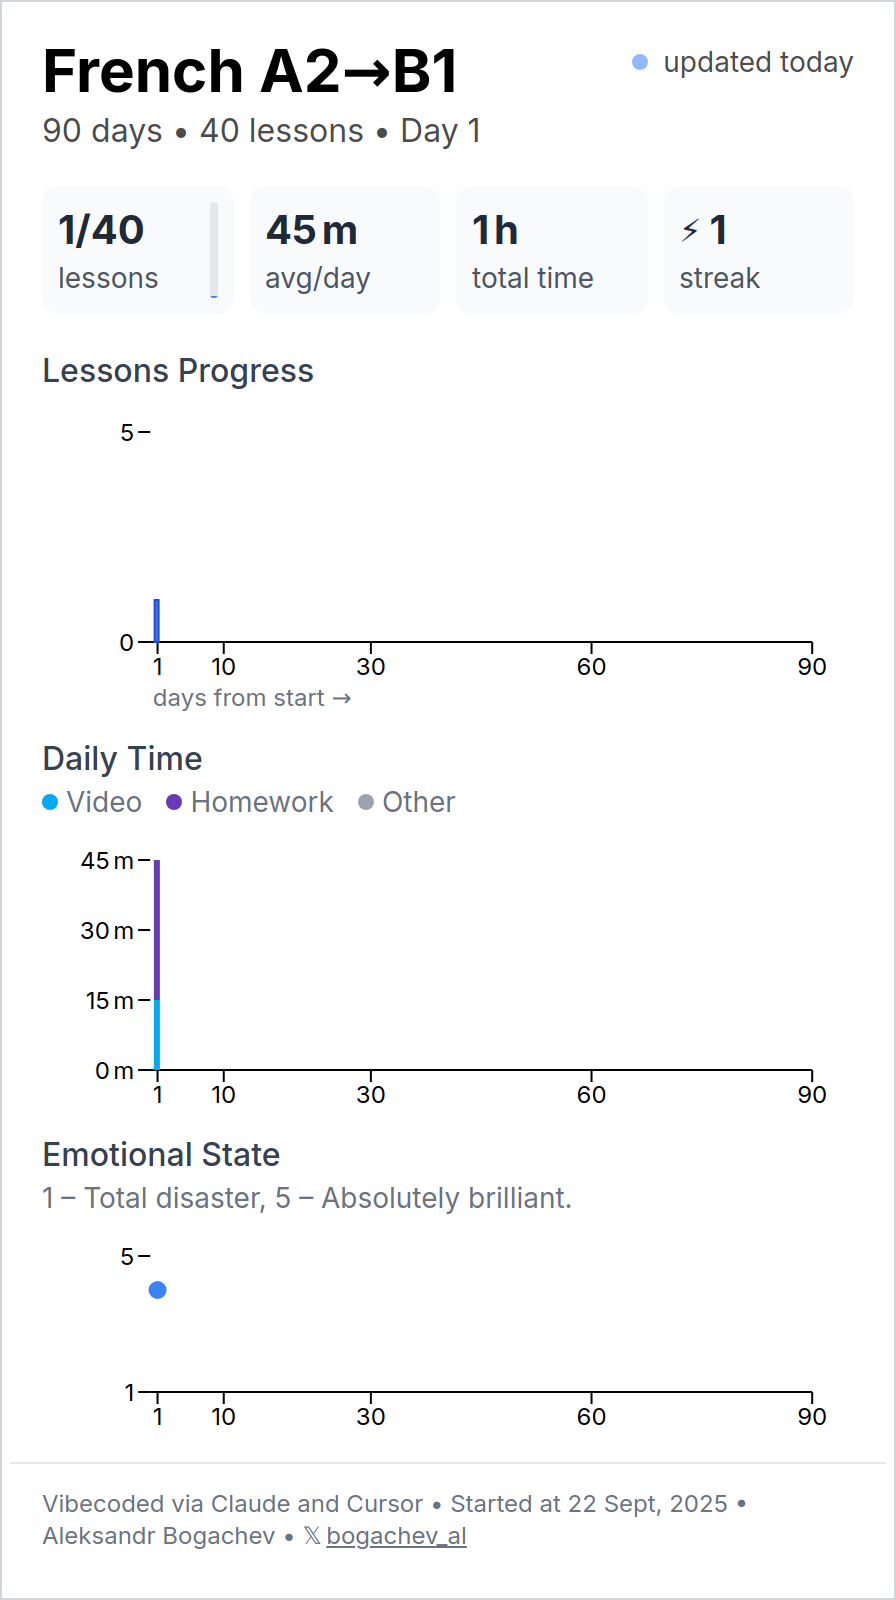 French A2→B1
updated today
90 days • 40 lessons • Day 1
1/40
lessons
45 m
avg/day
1 h
total time
⚡ 1
streak
Lessons Progress
5
0
1 10 30 60 90
days from start →
Daily Time
Video Homework Other
45 m
30 m
15 m
0 m
1 10 30 60 90
Emotional State
1 – Total disaster, 5 – Absolutely brilliant.
5
1
1 10 30 60 90
Vibecoded via Claude and Cursor • Started at 22 Sept, 2025 •
Aleksandr Bogachev • 𝕏 bogachev_al